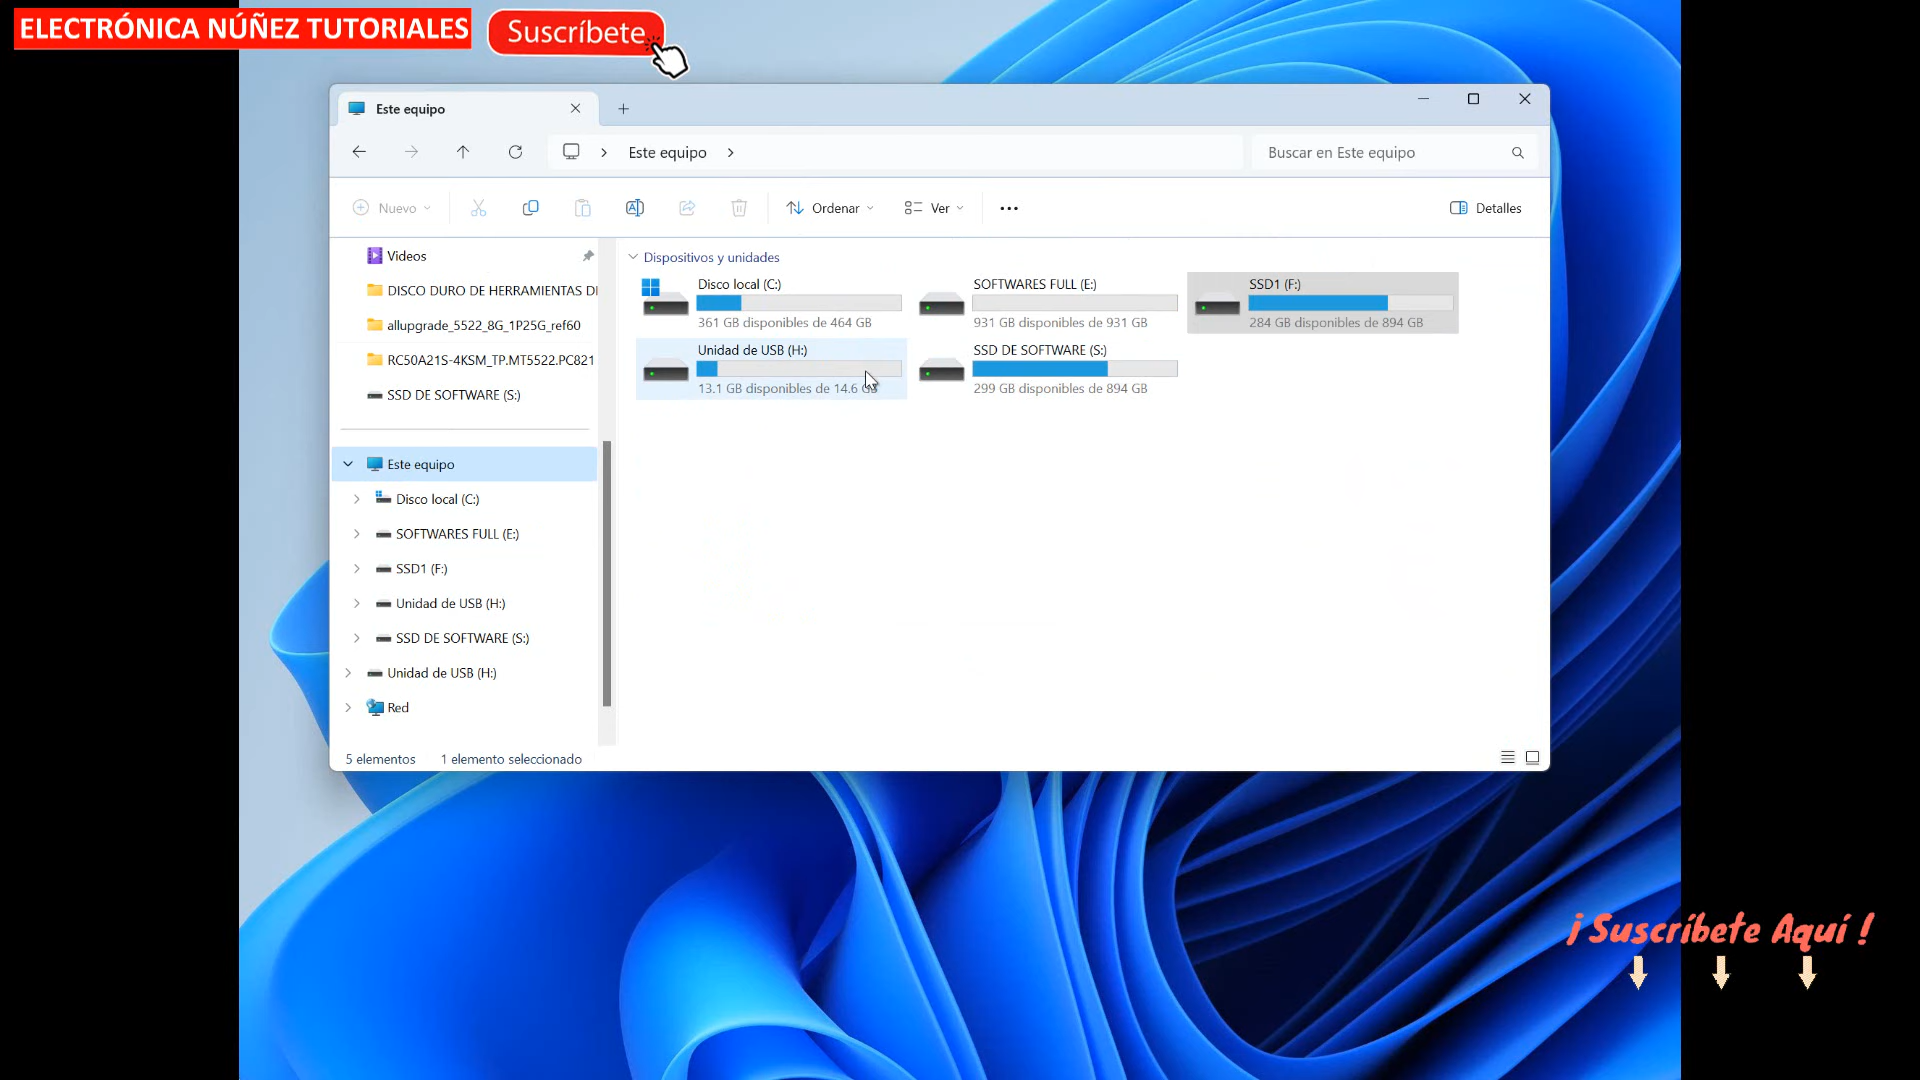 ELECTRÓNICA NÚÑEZ TUTORIALES
Suscríbete
Este equipo
Este equipo
Buscar en Este equipo
Nuevo
Ordenar
Ver
Detalles
Videos
DISCO DURO DE HERRAMIENTAS DE
allupgrade_5522_8G_1P25G_ref60
RC50A21S-4KSM_TP.MT5522.PC821
SSD DE SOFTWARE (S:)
Este equipo
Disco local (C:)
SOFTWARES FULL (E:)
SSD1 (F:)
Unidad de USB (H:)
SSD DE SOFTWARE (S:)
Unidad de USB (H:)
Red
Dispositivos y unidades
Disco local (C:)
361 GB disponibles de 464 GB
SOFTWARES FULL (E:)
931 GB disponibles de 931 GB
SSD1 (F:)
284 GB disponibles de 894 GB
Unidad de USB (H:)
13.1 GB disponibles de 14.6 GB
SSD DE SOFTWARE (S:)
299 GB disponibles de 894 GB
5 elementos
1 elemento seleccionado
¡ Suscríbete Aquí !